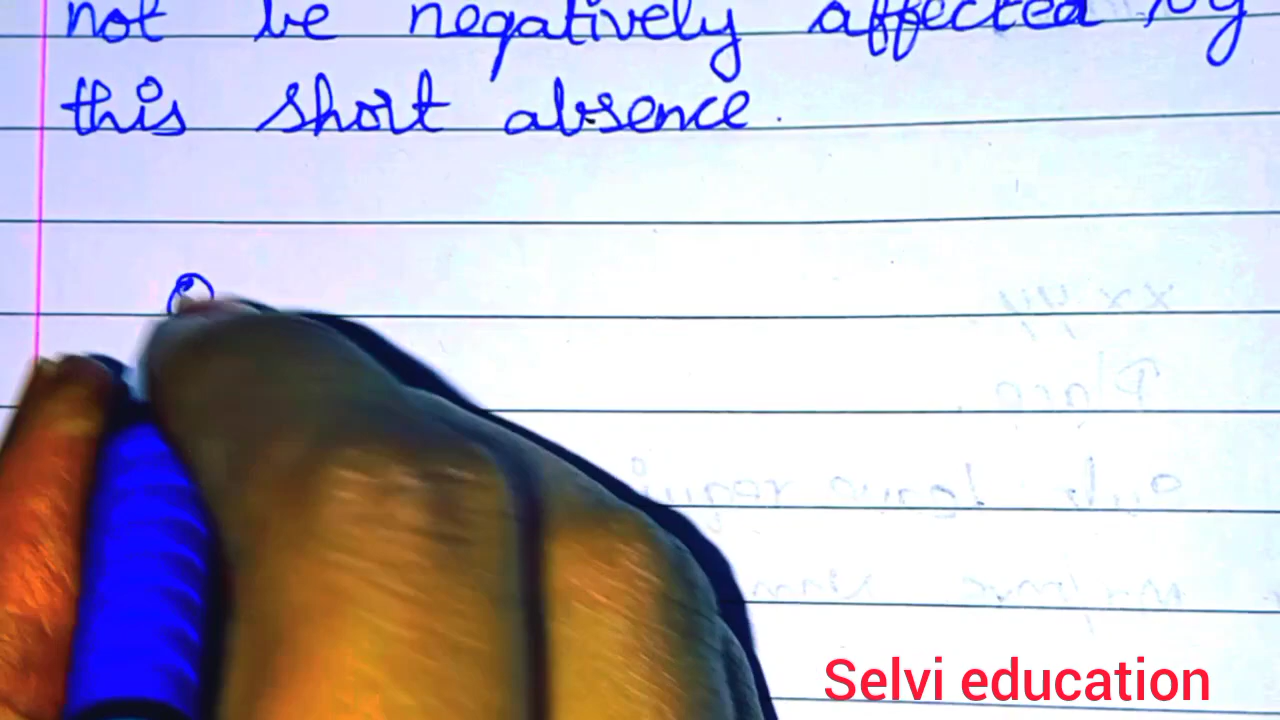 not be negatively affected by
this short absence.
Selvi education